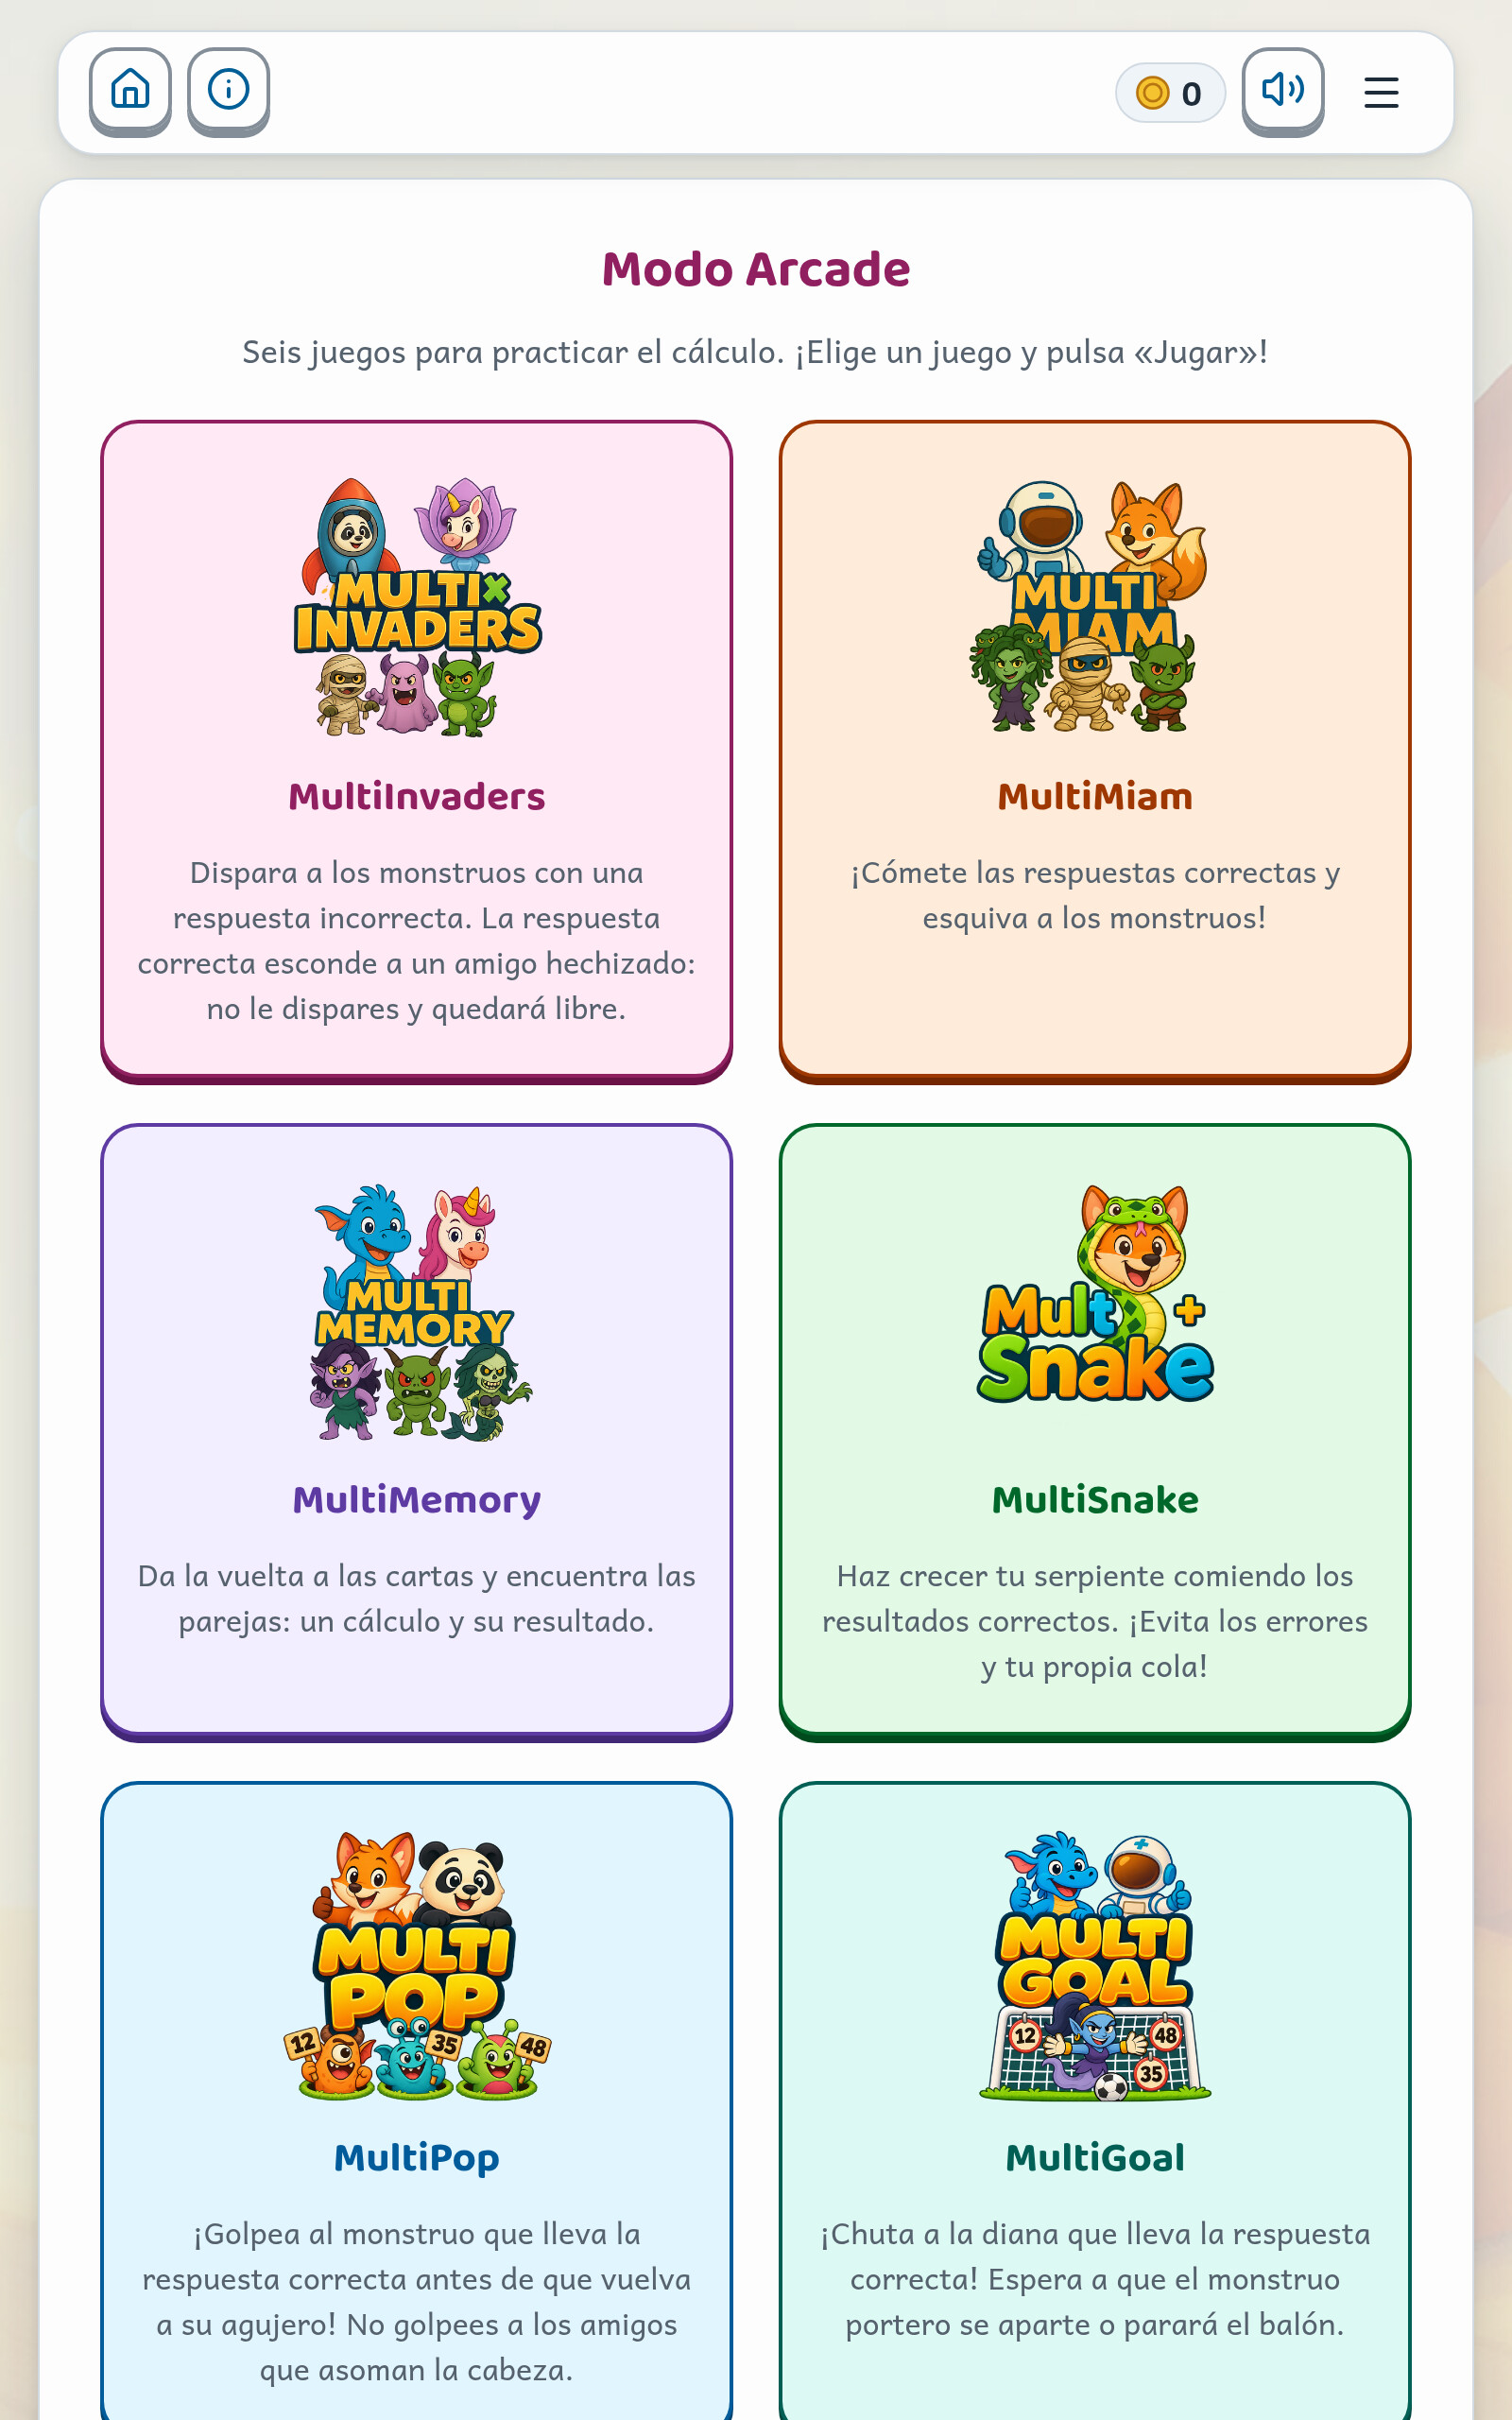 0
Modo Arcade
Seis juegos para practicar el cálculo. ¡Elige un juego y pulsa «Jugar»!
MULTI×
INVADERS
MultiInvaders
Dispara a los monstruos con una
respuesta incorrecta. La respuesta
correcta esconde a un amigo hechizado:
no le dispares y quedará libre.
MULTI
MIAM
MultiMiam
¡Cómete las respuestas correctas y
esquiva a los monstruos!
MULTI
MEMORY
MultiMemory
Da la vuelta a las cartas y encuentra las
parejas: un cálculo y su resultado.
Mult +
Snake
MultiSnake
Haz crecer tu serpiente comiendo los
resultados correctos. ¡Evita los errores
y tu propia cola!
MULTI
POP
12 35 48
MultiPop
¡Golpea al monstruo que lleva la
respuesta correcta antes de que vuelva
a su agujero! No golpees a los amigos
que asoman la cabeza.
MULTI
GOAL
12 48
35
MultiGoal
¡Chuta a la diana que lleva la respuesta
correcta! Espera a que el monstruo
portero se aparte o parará el balón.